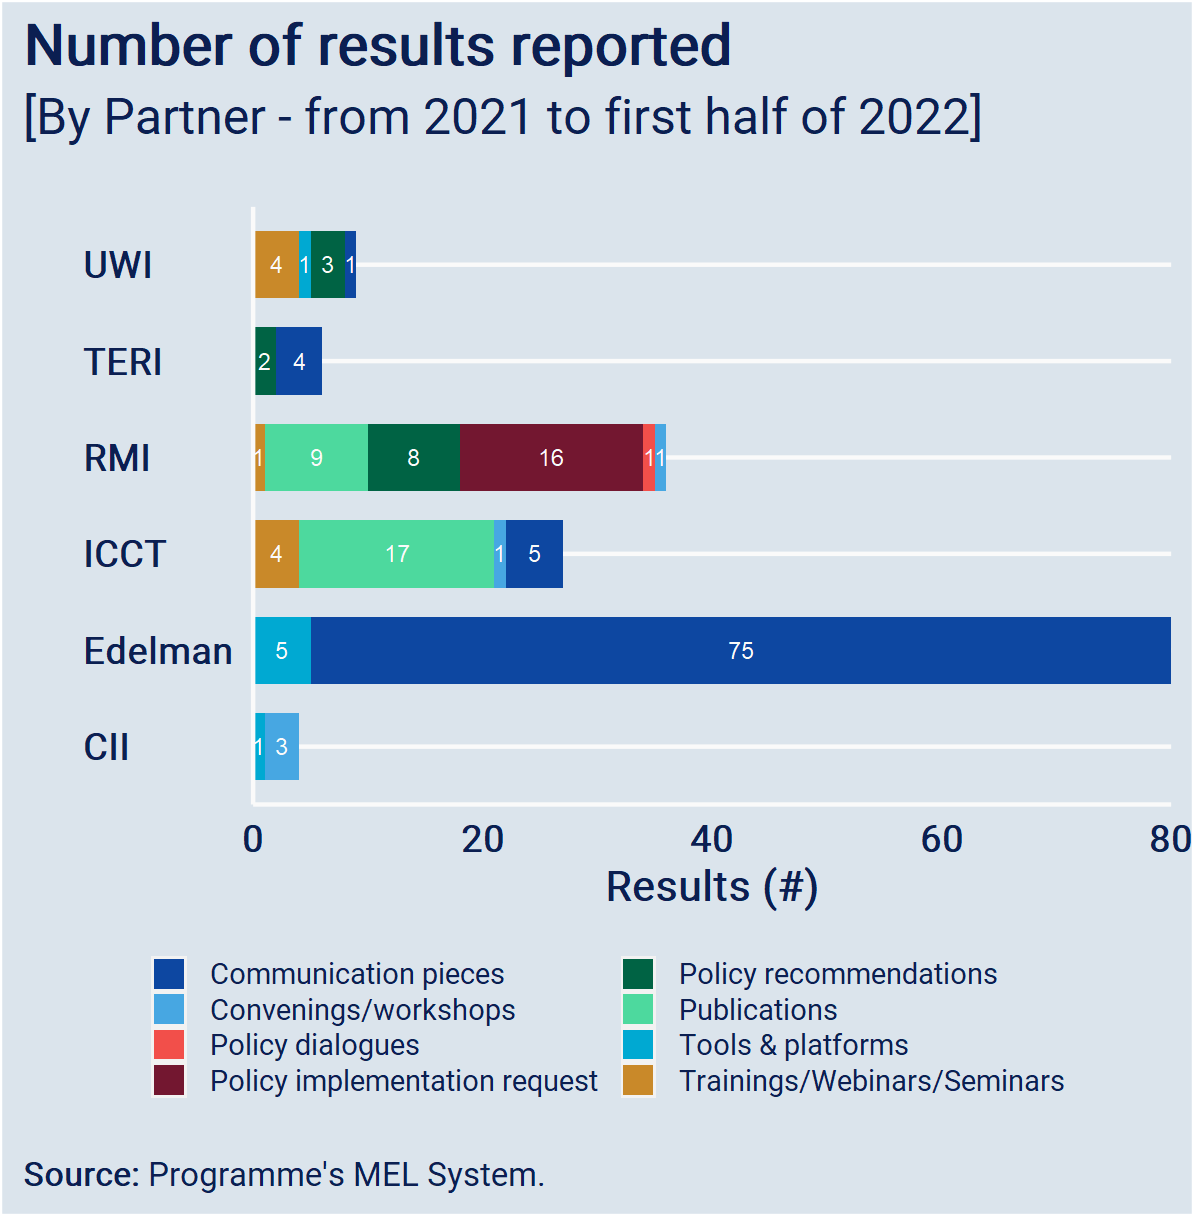 Number of results reported
[By Partner - from 2021 to first half of 2022]
UWI 4 1 3 1
TERI 2 4
RMI 1 9 8 16 1 1
ICCT 4 17 1 5
Edelman 5 75
CII 1 3
0 20 40 60 80
Results (#)
Communication pieces Policy recommendations
Convenings/workshops Publications
Policy dialogues Tools & platforms
Policy implementation request Trainings/Webinars/Seminars
Source: Programme's MEL System.